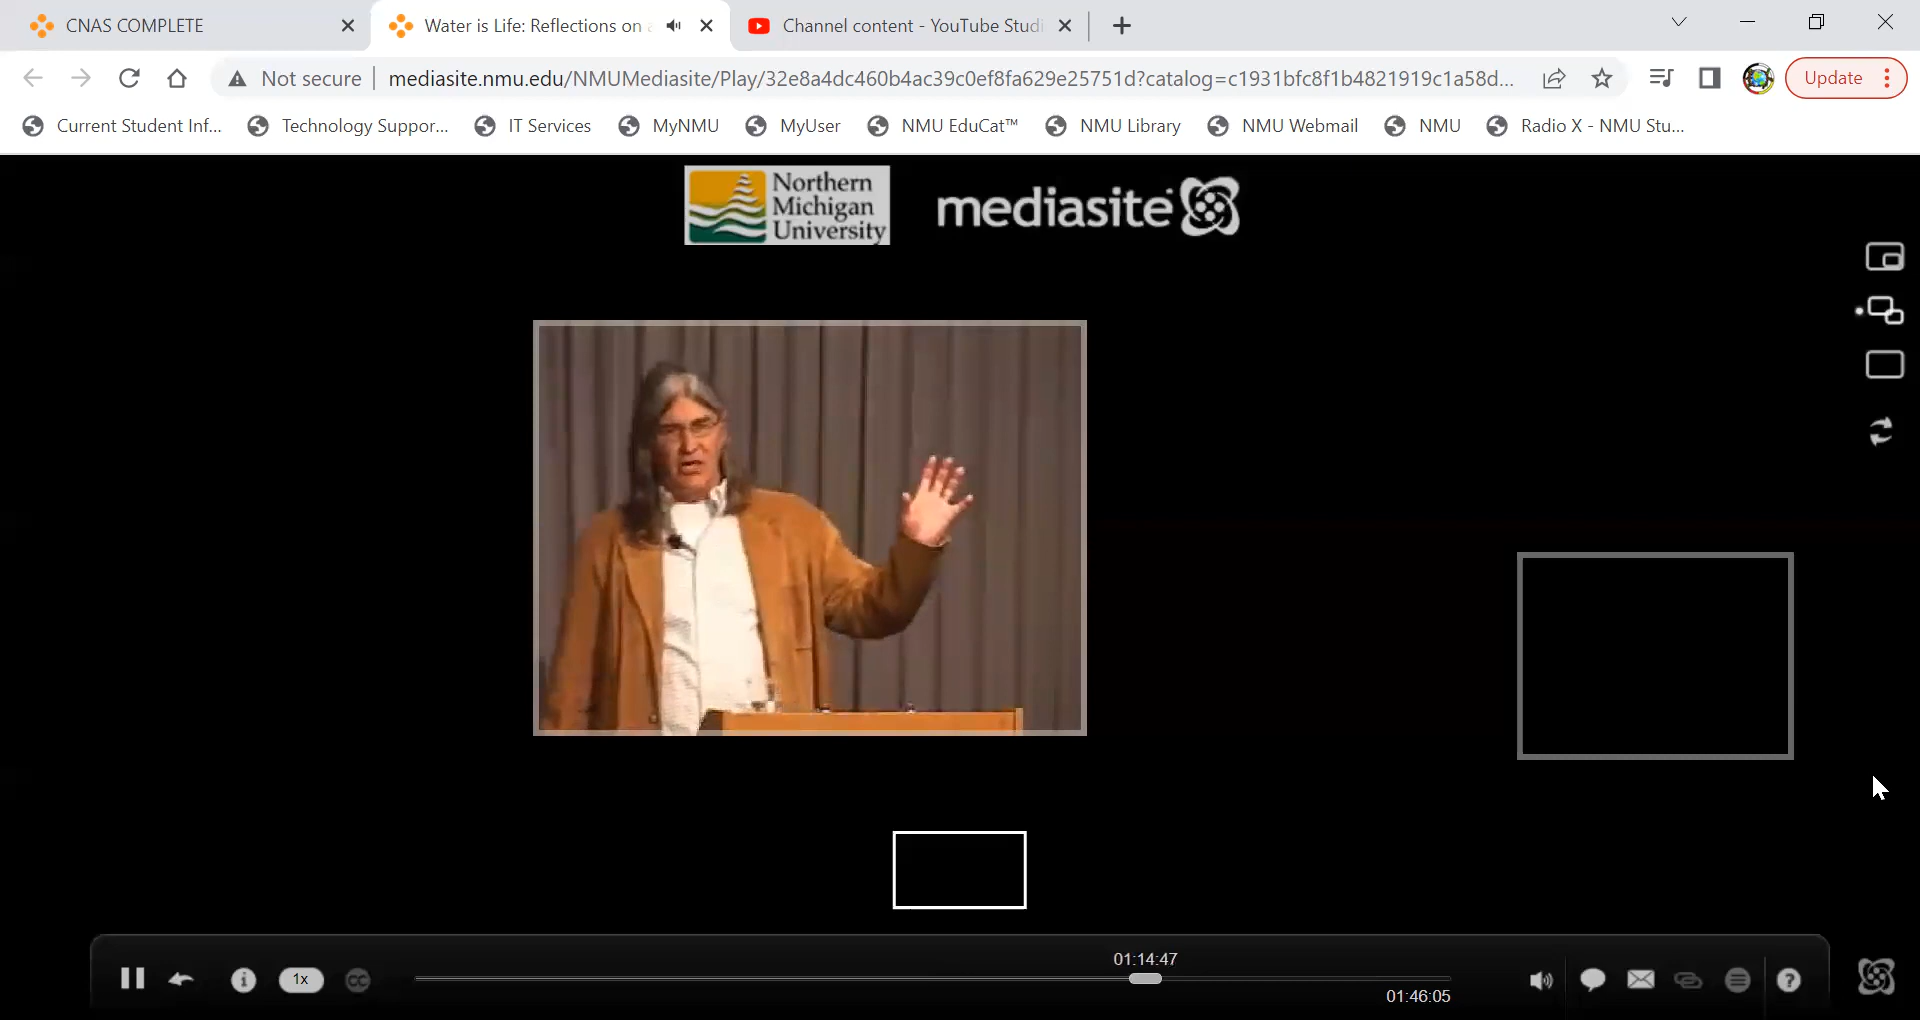 CNAS COMPLETE
Water is Life: Reflections on a
Channel content - YouTube Studi
Not secure
mediasite.nmu.edu/NMUMediasite/Play/32e8a4dc460b4ac39c0ef8fa629e25751d?catalog=c1931bfc8f1b4821919c1a58d...
Update
Current Student Inf...
Technology Suppor...
IT Services
MyNMU
MyUser
NMU EduCat™
NMU Library
NMU Webmail
NMU
Radio X - NMU Stu...
Northern
Michigan
University
mediasite
01:14:47
1x
CC
01:46:05